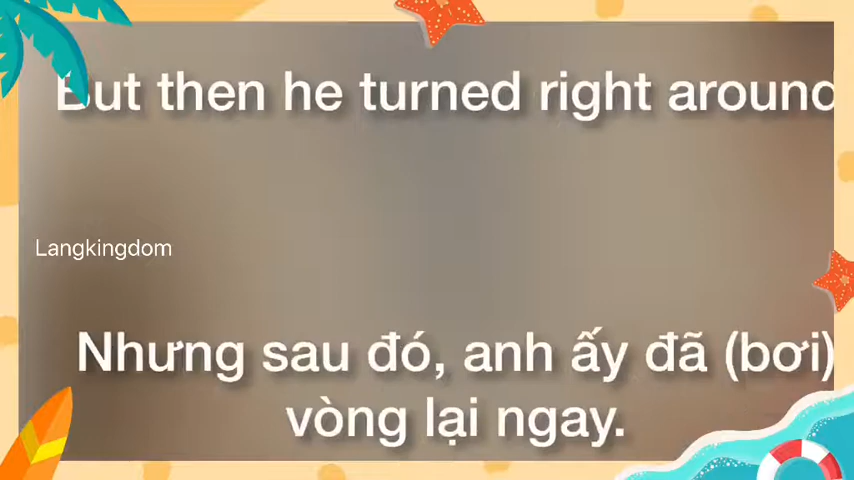 But then he turned right around
Langkingdom
Nhưng sau đó, anh ấy đã (bơi)
vòng lại ngay.